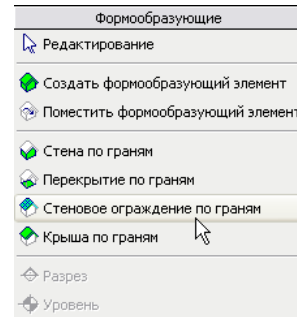 Формообразующие
Редактирование
Создать формообразующий элемент
Поместить формообразующий элемент
Стена по граням
Перекрытие по граням
Стеновое ограждение по граням
Крыша по граням
Разрез
Уровень